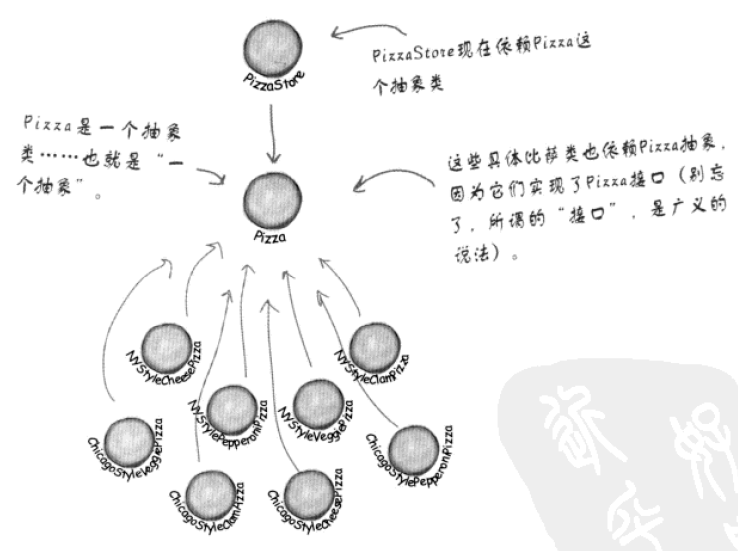 PizzaStore
PizzaStore现在依赖Pizza这
个抽象类
Pizza是一个抽象
类……也就是“一
个抽象”。
这些具体比萨类也依赖Pizza抽象，
因为它们实现了Pizza接口（别忘
了，所谓的“接口”，是广义的
说法）。
Pizza
NYStyleCheesePizza
NYStyleClamPizza
NYStylePepperoniPizza
NYStyleVeggiePizza
ChicagoStyleVeggiePizza
ChicagoStylePepperoniPizza
ChicagoStyleClamPizza
ChicagoStyleCheesePizza